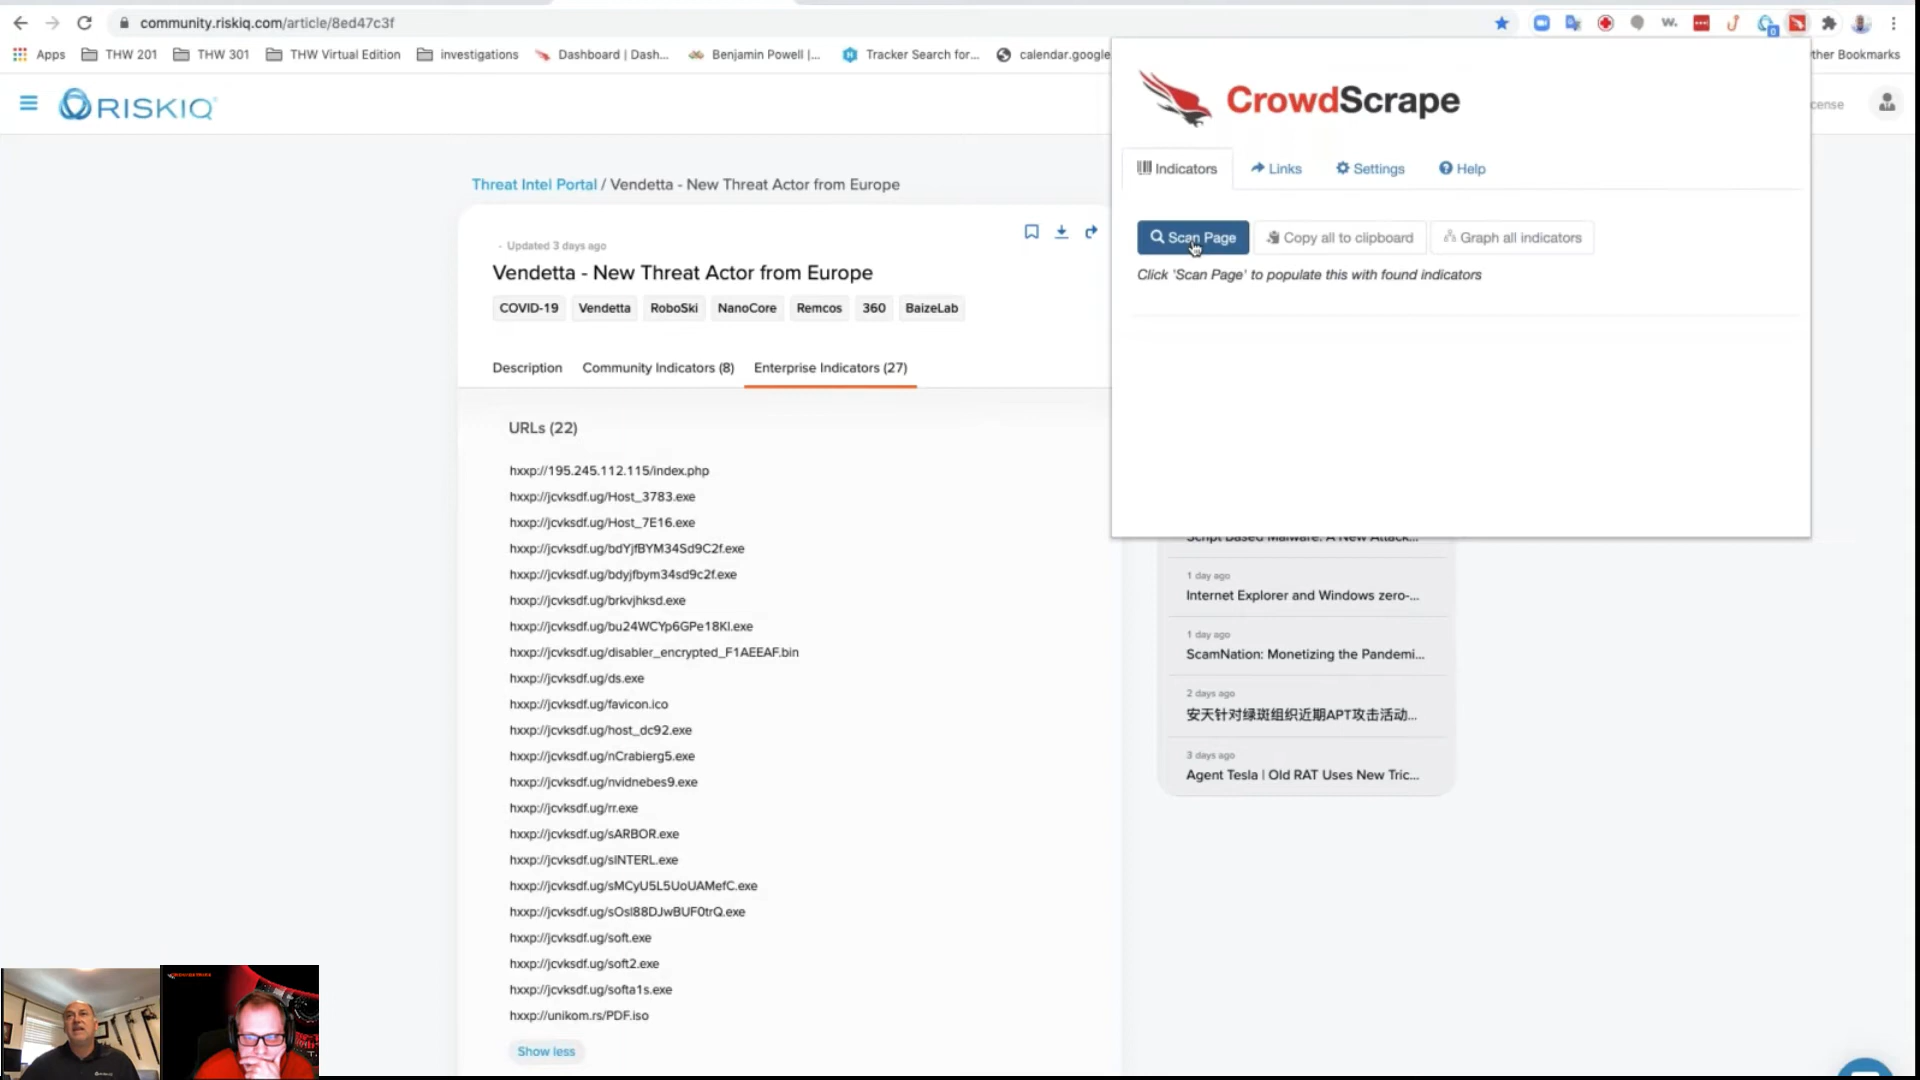 community.riskiq.com/article/8ed47c3f
Apps THW 201 THW 301 THW Virtual Edition investigations Dashboard | Dash... Benjamin Powell |... Tracker Search for... calendar.google ther Bookmarks
RISKIQ
cense
CrowdScrape
Indicators Links Settings Help
Scan Page Copy all to clipboard Graph all indicators
Click 'Scan Page' to populate this with found indicators
Threat Intel Portal / Vendetta - New Threat Actor from Europe
- Updated 3 days ago
Vendetta - New Threat Actor from Europe
COVID-19 Vendetta RoboSki NanoCore Remcos 360 BaizeLab
Description Community Indicators (8) Enterprise Indicators (27)
URLs (22)
hxxp://195.245.112.115/index.php
hxxp://jcvksdf.ug/Host_3783.exe
hxxp://jcvksdf.ug/Host_7E16.exe
hxxp://jcvksdf.ug/bdYjfBYM34Sd9C2f.exe
hxxp://jcvksdf.ug/bdyjfbym34sd9c2f.exe
hxxp://jcvksdf.ug/brkvjhksd.exe
hxxp://jcvksdf.ug/bu24WCYp6GPe18KI.exe
hxxp://jcvksdf.ug/disabler_encrypted_F1AEEAF.bin
hxxp://jcvksdf.ug/ds.exe
hxxp://jcvksdf.ug/favicon.ico
hxxp://jcvksdf.ug/host_dc92.exe
hxxp://jcvksdf.ug/nCrabierg5.exe
hxxp://jcvksdf.ug/nvidnebes9.exe
hxxp://jcvksdf.ug/rr.exe
hxxp://jcvksdf.ug/sARBOR.exe
hxxp://jcvksdf.ug/sINTERL.exe
hxxp://jcvksdf.ug/sMCyU5L5UoUAMefC.exe
hxxp://jcvksdf.ug/sOsI88DJwBUF0trQ.exe
hxxp://jcvksdf.ug/soft.exe
hxxp://jcvksdf.ug/soft2.exe
hxxp://jcvksdf.ug/softa1s.exe
hxxp://unikom.rs/PDF.iso
Show less
Script Based Malware: A New Attack...
1 day ago
Internet Explorer and Windows zero-...
1 day ago
ScamNation: Monetizing the Pandemi...
2 days ago
安天针对绿斑组织近期APT攻击活动...
3 days ago
Agent Tesla | Old RAT Uses New Tric...